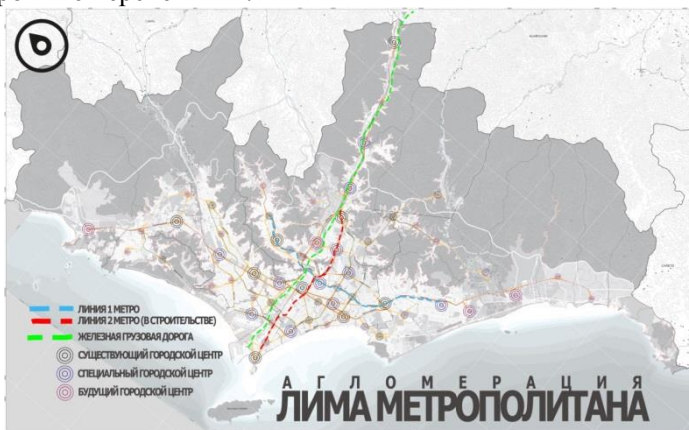 ЛИНИЯ 1 МЕТРО
ЛИНИЯ 2 МЕТРО (В СТРОИТЕЛЬСТВЕ)
ЖЕЛЕЗНАЯ ГРУЗОВАЯ ДОРОГА
СУЩЕСТВУЮЩИЙ ГОРОДСКОЙ ЦЕНТР
СПЕЦИАЛЬНЫЙ ГОРОДСКОЙ ЦЕНТР
БУДУЩИЙ ГОРОДСКОЙ ЦЕНТР
АГЛОМЕРАЦИЯ
ЛИМА МЕТРОПОЛИТАНА